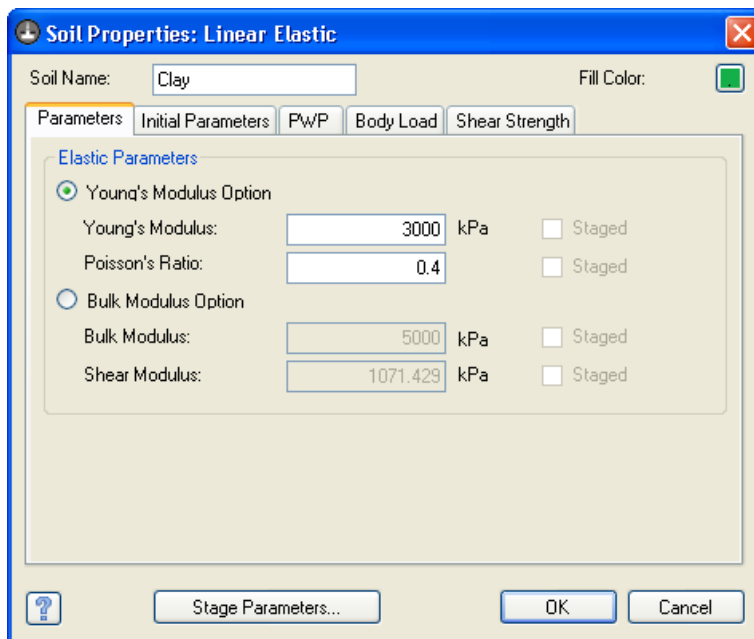 Soil Properties: Linear Elastic
Soil Name: Clay Fill Color:
Parameters Initial Parameters PWP Body Load Shear Strength
Elastic Parameters
Young's Modulus Option
Young's Modulus: 3000 kPa Staged
Poisson's Ratio: 0.4 Staged
Bulk Modulus Option
Bulk Modulus: 5000 kPa Staged
Shear Modulus: 1071.429 kPa Staged
? Stage Parameters... OK Cancel